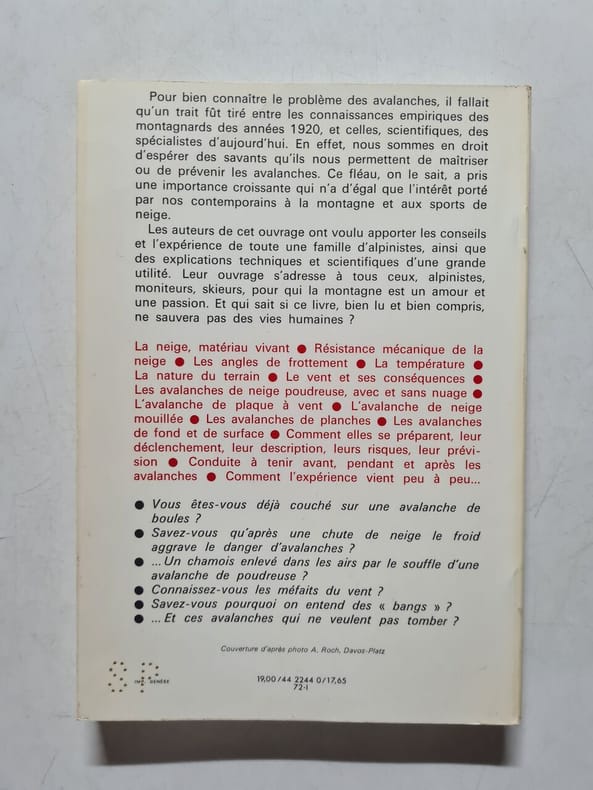 Pour bien connaître le problème des avalanches, il fallait
qu'un trait fût tiré entre les connaissances empiriques des
montagnards des années 1920, et celles, scientifiques, des
spécialistes d'aujourd'hui. En effet, nous sommes en droit
d'espérer des savants qu'ils nous permettent de maîtriser
ou de prévenir les avalanches. Ce fléau, on le sait, a pris
une importance croissante qui n'a d'égal que l'intérêt porté
par nos contemporains à la montagne et aux sports de
neige.
Les auteurs de cet ouvrage ont voulu apporter les conseils
et l'expérience de toute une famille d'alpinistes, ainsi que
des explications techniques et scientifiques d'une grande
utilité. Leur ouvrage s'adresse à tous ceux, alpinistes,
moniteurs, skieurs, pour qui la montagne est un amour et
une passion. Et qui sait si ce livre, bien lu et bien compris,
ne sauvera pas des vies humaines ?
La neige, matériau vivant ● Résistance mécanique de la
neige ● Les angles de frottement ● La température ●
La nature du terrain ● Le vent et ses conséquences ●
Les avalanches de neige poudreuse, avec et sans nuage ●
L'avalanche de plaque à vent ● L'avalanche de neige
mouillée ● Les avalanches de planches ● Les avalanches
de fond et de surface ● Comment elles se préparent, leur
déclenchement, leur description, leurs risques, leur prévi-
sion ● Conduite à tenir avant, pendant et après les
avalanches ● Comment l'expérience vient peu à peu...
● Vous êtes-vous déjà couché sur une avalanche de
boules ?
● Savez-vous qu'après une chute de neige le froid
aggrave le danger d'avalanches ?
● ...Un chamois enlevé dans les airs par le souffle d'une
avalanche de poudreuse ?
● Connaissez-vous les méfaits du vent ?
● Savez-vous pourquoi on entend des « bangs » ?
● ...Et ces avalanches qui ne veulent pas tomber ?
Couverture d'après photo A. Roch, Davos-Platz
SP
IMP. DENÖEE
19,00/44 2244 0/17,65
72-I